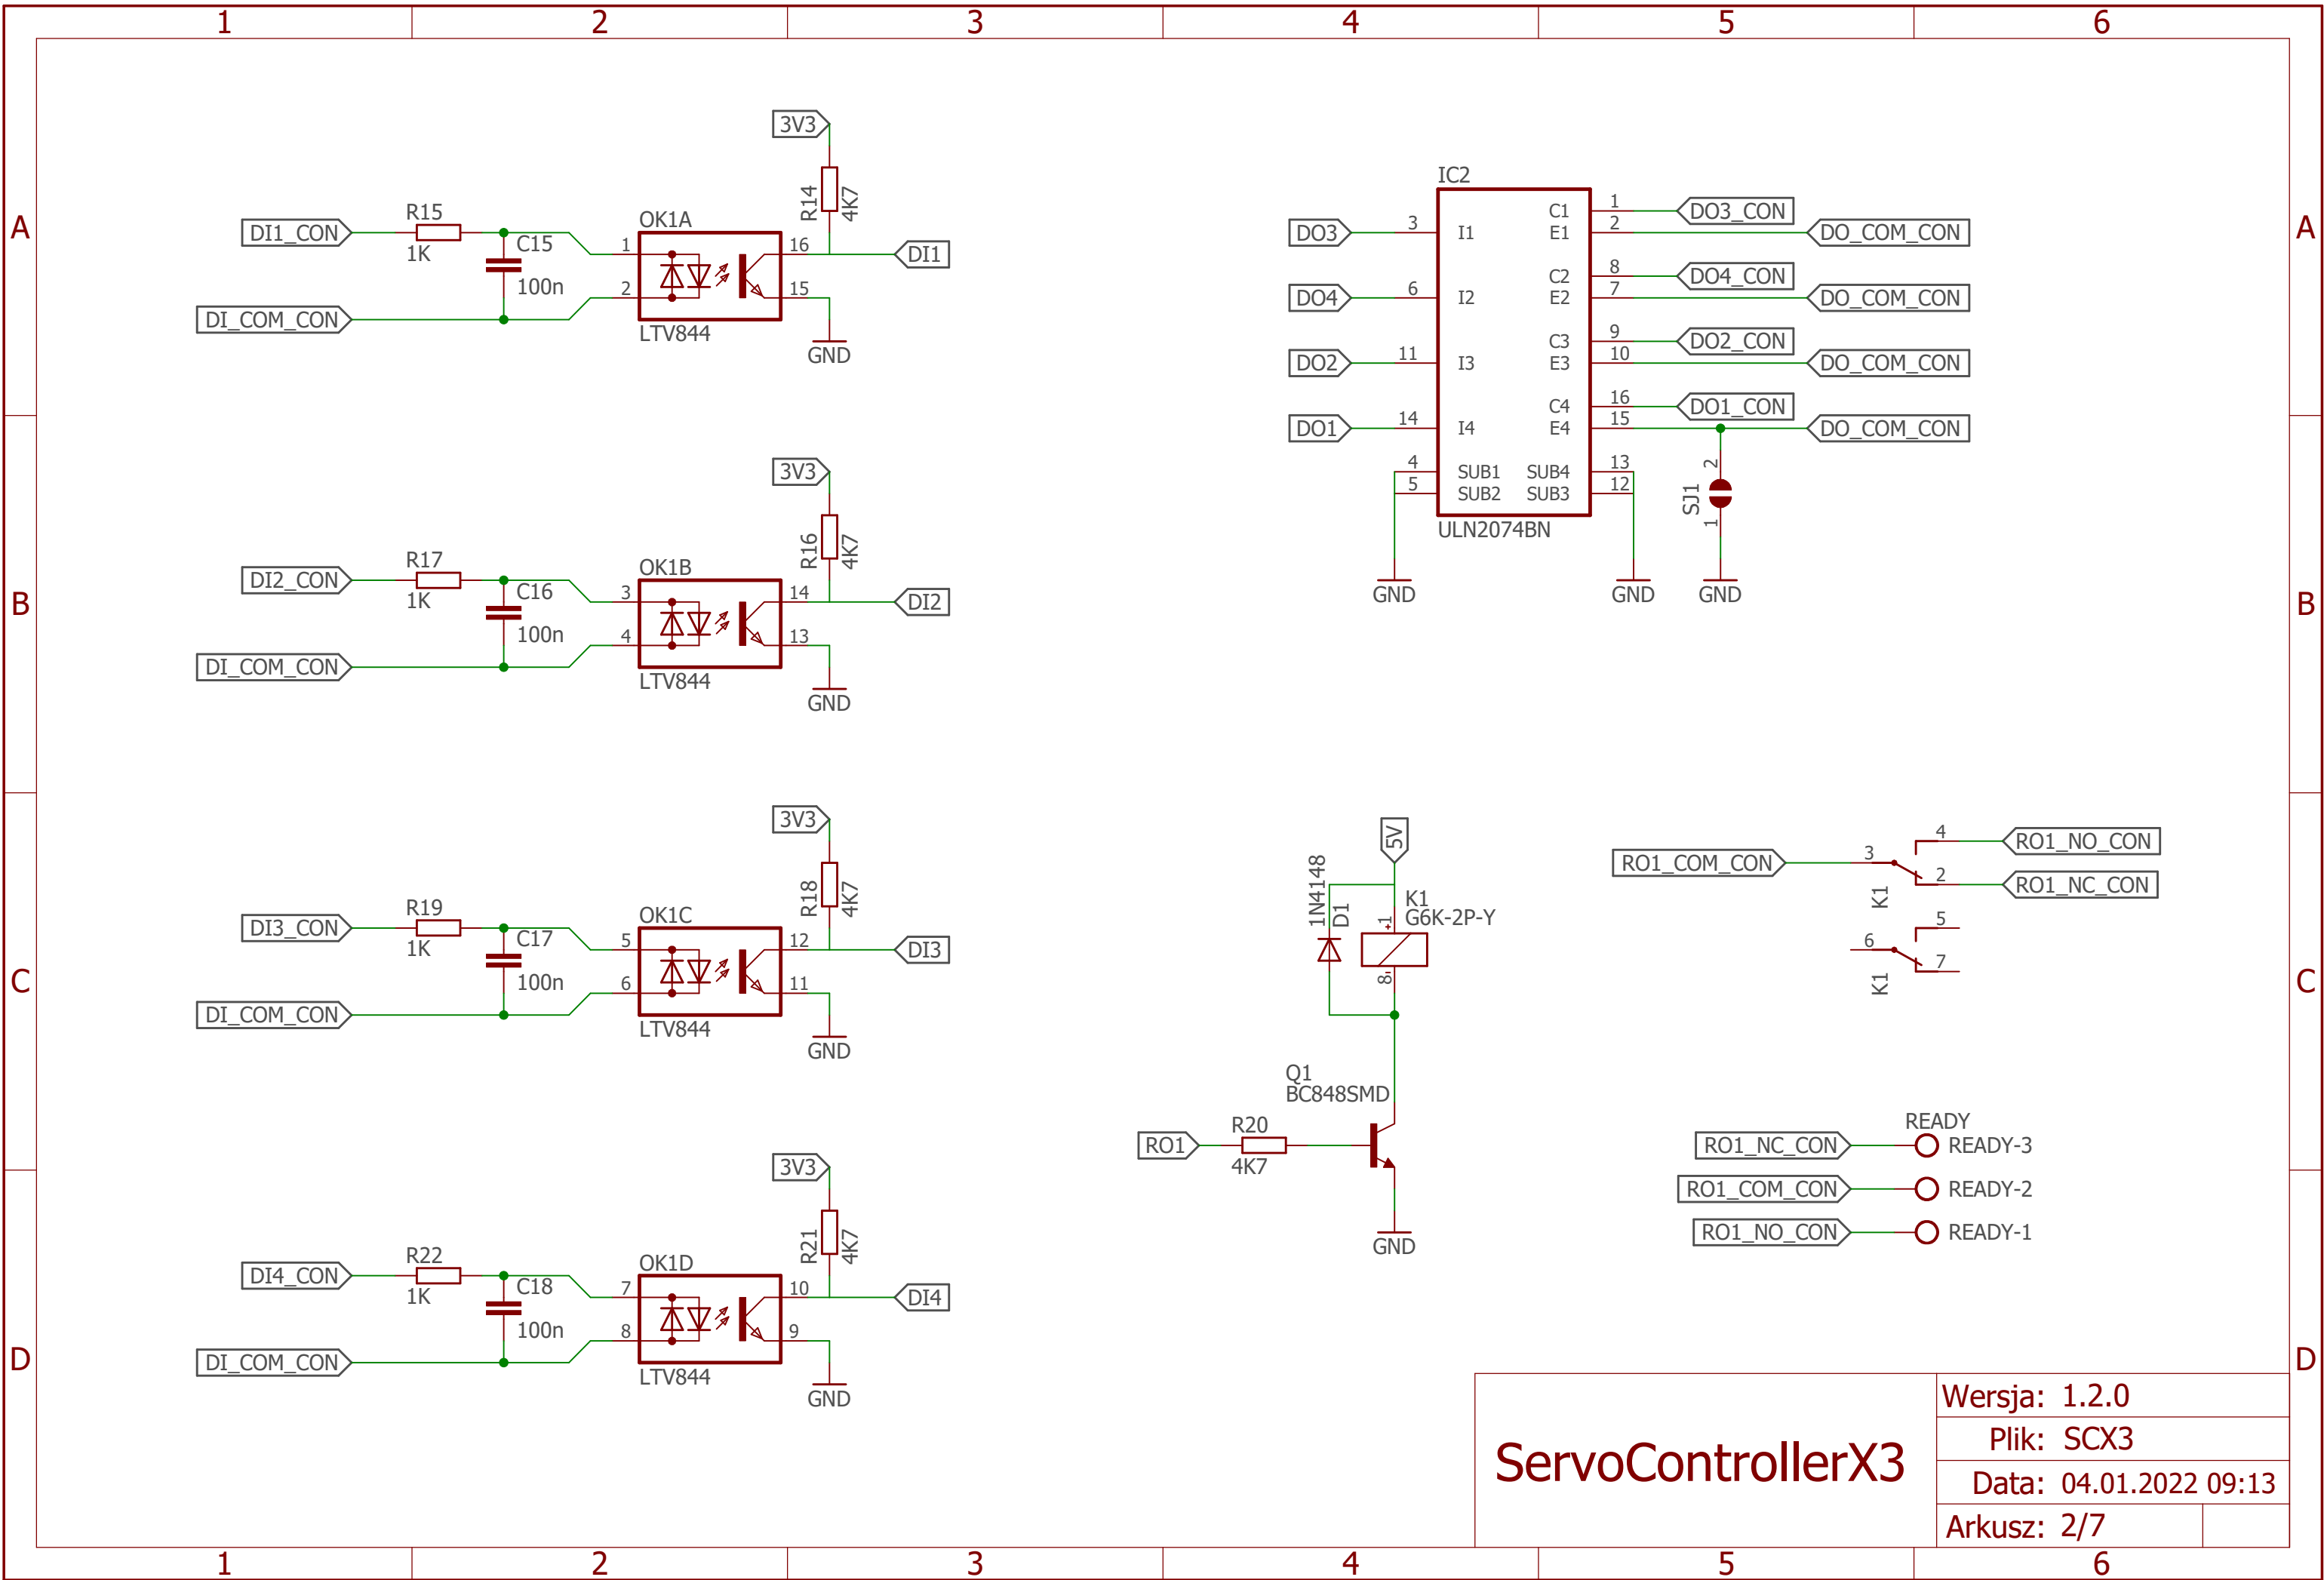 1 2 3 4 5 6
A A
B B
C C
D D
3V3
R14
4K7
DI1_CON
R15
1K
C15
100n
OK1A
1
2
16
15
LTV844
DI1
DI_COM_CON
GND
3V3
R16
4K7
DI2_CON
R17
1K
C16
100n
OK1B
3
4
14
13
LTV844
DI2
DI_COM_CON
GND
3V3
R18
4K7
DI3_CON
R19
1K
C17
100n
OK1C
5
6
12
11
LTV844
DI3
DI_COM_CON
GND
3V3
R21
4K7
DI4_CON
R22
1K
C18
100n
OK1D
7
8
10
9
LTV844
DI4
DI_COM_CON
GND
IC2
DO3 3 I1 C1 1 DO3_CON
E1 2 DO_COM_CON
DO4 6 I2 C2 8 DO4_CON
E2 7 DO_COM_CON
DO2 11 I3 C3 9 DO2_CON
E3 10 DO_COM_CON
DO1 14 I4 C4 16 DO1_CON
E4 15 DO_COM_CON
4 SUB1 SUB4 13
5 SUB2 SUB3 12
ULN2074BN
SJ1
2
1
GND GND GND
5V
1N4148
D1
K1
G6K-2P-Y
+1
8-
Q1
BC848SMD
RO1
R20
4K7
GND
RO1_COM_CON 3 4 RO1_NO_CON
K1 2 RO1_NC_CON
6 5
K1 7
READY
RO1_NC_CON READY-3
RO1_COM_CON READY-2
RO1_NO_CON READY-1
ServoControllerX3
Wersja: 1.2.0
Plik: SCX3
Data: 04.01.2022 09:13
Arkusz: 2/7
1 2 3 4 5 6